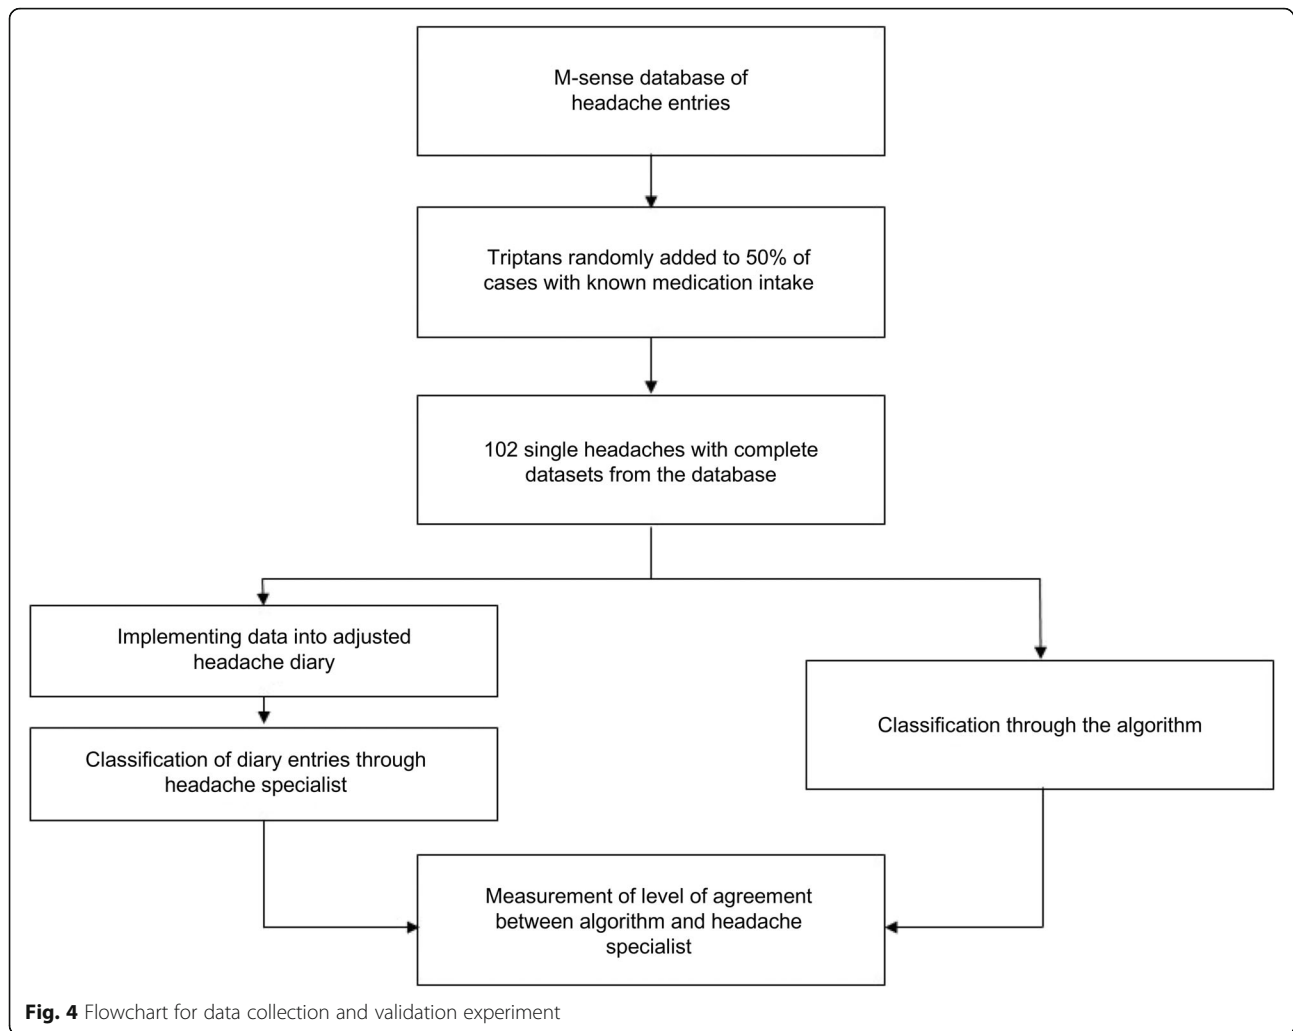 M-sense database of
headache entries
Triptans randomly added to 50% of
cases with known medication intake
102 single headaches with complete
datasets from the database
Implementing data into adjusted
headache diary
Classification of diary entries through
headache specialist
Classification through the algorithm
Measurement of level of agreement
between algorithm and headache
specialist
Fig. 4 Flowchart for data collection and validation experiment